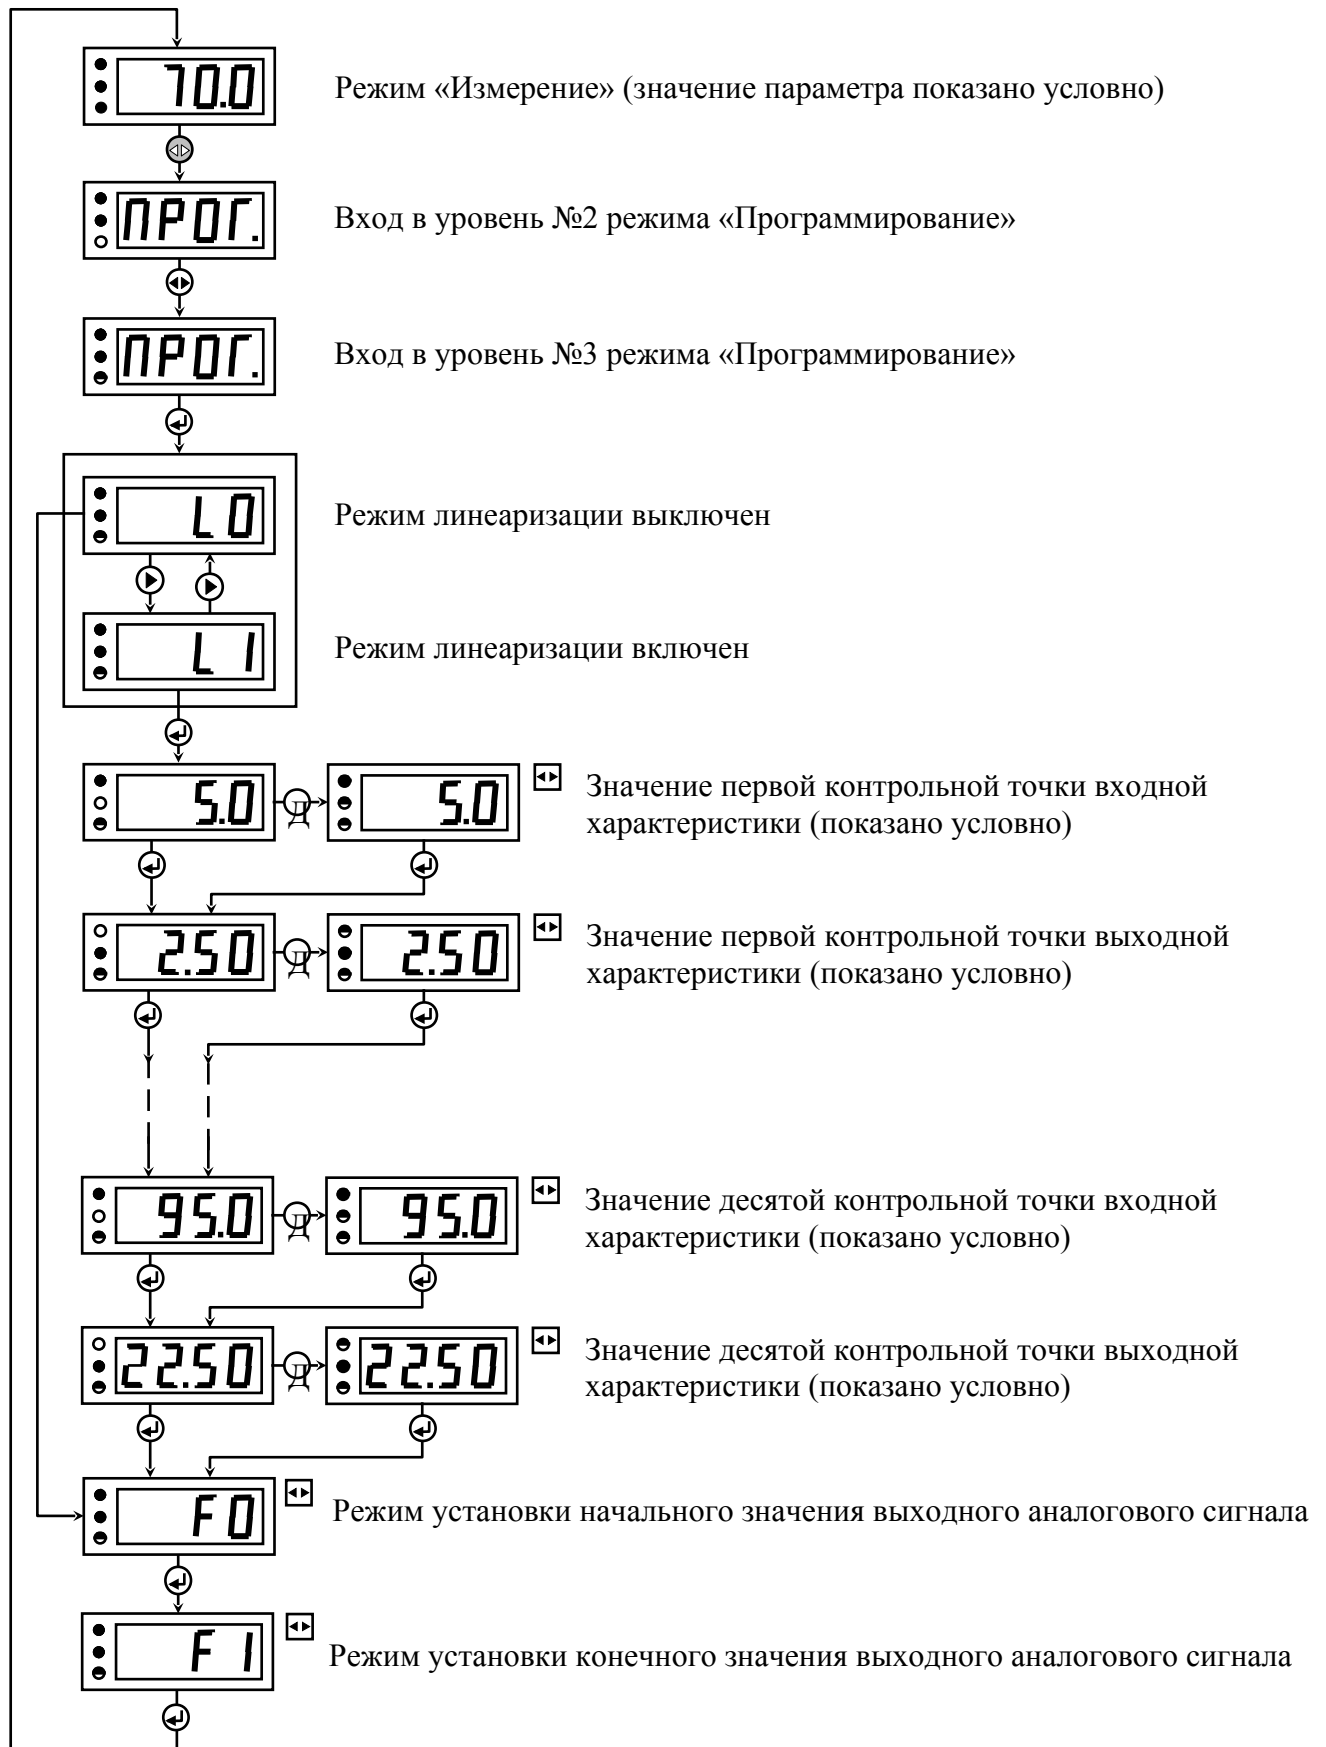 70.0
Режим «Измерение» (значение параметра показано условно)
ПРОГ.
Вход в уровень №2 режима «Программирование»
ПРОГ.
Вход в уровень №3 режима «Программирование»
L0
Режим линеаризации выключен
L1
Режим линеаризации включен
5.0 Д 5.0
Значение первой контрольной точки входной
характеристики (показано условно)
2.50 Д 2.50
Значение первой контрольной точки выходной
характеристики (показано условно)
95.0 Д 95.0
Значение десятой контрольной точки входной
характеристики (показано условно)
22.50 Д 22.50
Значение десятой контрольной точки выходной
характеристики (показано условно)
F0
Режим установки начального значения выходного аналогового сигнала
F1
Режим установки конечного значения выходного аналогового сигнала